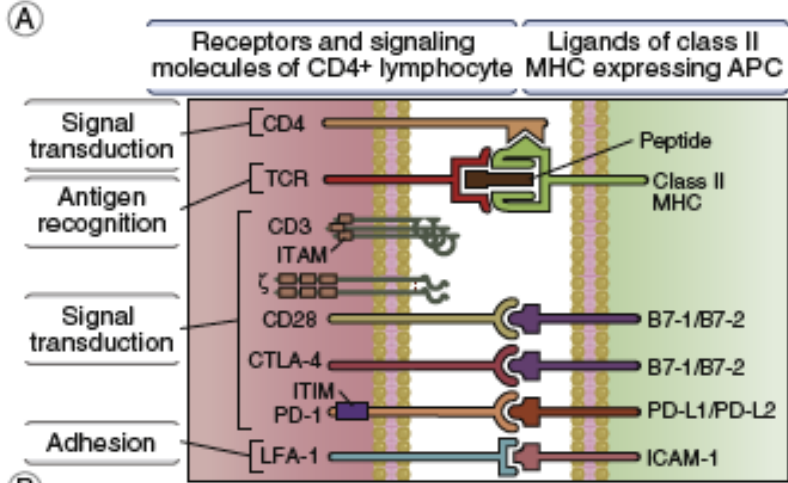 A
Receptors and signaling
molecules of CD4+ lymphocyte
Ligands of class II
MHC expressing APC
Signal
transduction
CD4
Peptide
Antigen
recognition
TCR
Class II
MHC
CD3
ITAM
ζ
Signal
transduction
CD28
B7-1/B7-2
CTLA-4
B7-1/B7-2
ITIM
PD-1
PD-L1/PD-L2
Adhesion
LFA-1
ICAM-1